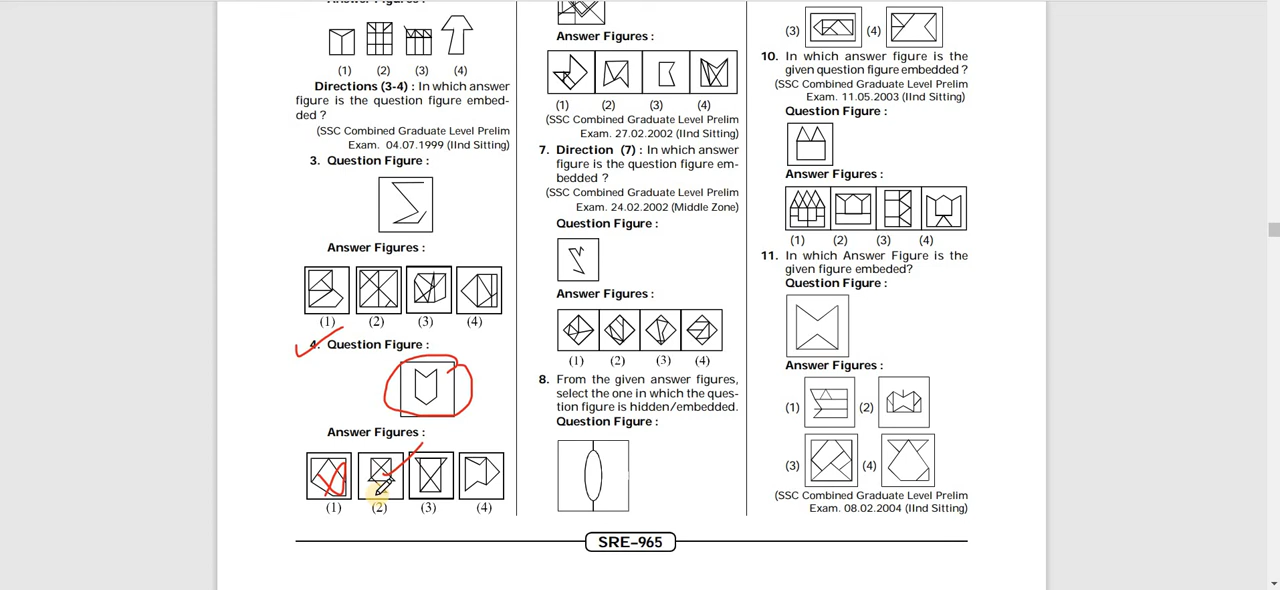 (1) (2) (3) (4)
Directions (3-4) : In which answer
figure is the question figure embed-
ded ?
(SSC Combined Graduate Level Prelim
Exam. 04.07.1999 (IInd Sitting)
3. Question Figure :
Answer Figures :
(1) (2) (3) (4)
4. Question Figure :
Answer Figures :
(1) (2) (3) (4)
Answer Figures :
(1) (2) (3) (4)
(SSC Combined Graduate Level Prelim
Exam. 27.02.2002 (IInd Sitting)
7. Direction (7) : In which answer
figure is the question figure em-
bedded ?
(SSC Combined Graduate Level Prelim
Exam. 24.02.2002 (Middle Zone)
Question Figure :
Answer Figures :
(1) (2) (3) (4)
8. From the given answer figures,
select the one in which the ques-
tion figure is hidden/embedded.
Question Figure :
(3) (4)
10. In which answer figure is the
given question figure embedded ?
(SSC Combined Graduate Level Prelim
Exam. 11.05.2003 (IInd Sitting)
Question Figure :
Answer Figures :
(1) (2) (3) (4)
11. In which Answer Figure is the
given figure embeded?
Question Figure :
Answer Figures :
(1) (2)
(3) (4)
(SSC Combined Graduate Level Prelim
Exam. 08.02.2004 (IInd Sitting)
SRE–965